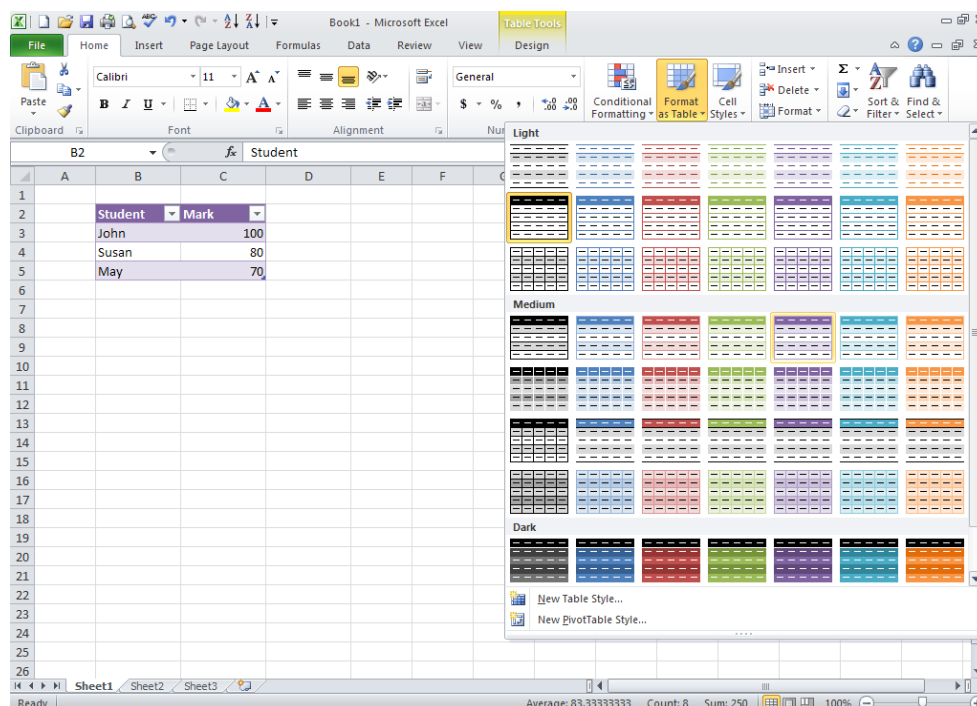 Book1 - Microsoft Excel
Table Tools
File Home Insert Page Layout Formulas Data Review View Design
Calibri 11 General
Paste
B I U $ % ,
Conditional Formatting
Format as Table
Cell Styles
Insert
Delete
Format
Sort & Filter
Find & Select
Clipboard Font Alignment Nu
B2 fx Student
A B C D E F
1
2 Student Mark
3 John 100
4 Susan 80
5 May 70
6
7
8
9
10
11
12
13
14
15
16
17
18
19
20
21
22
23
24
25
26
Light
Medium
Dark
New Table Style...
New PivotTable Style...
Sheet1 Sheet2 Sheet3
Ready Average: 83.33333333 Count: 8 Sum: 250 100%